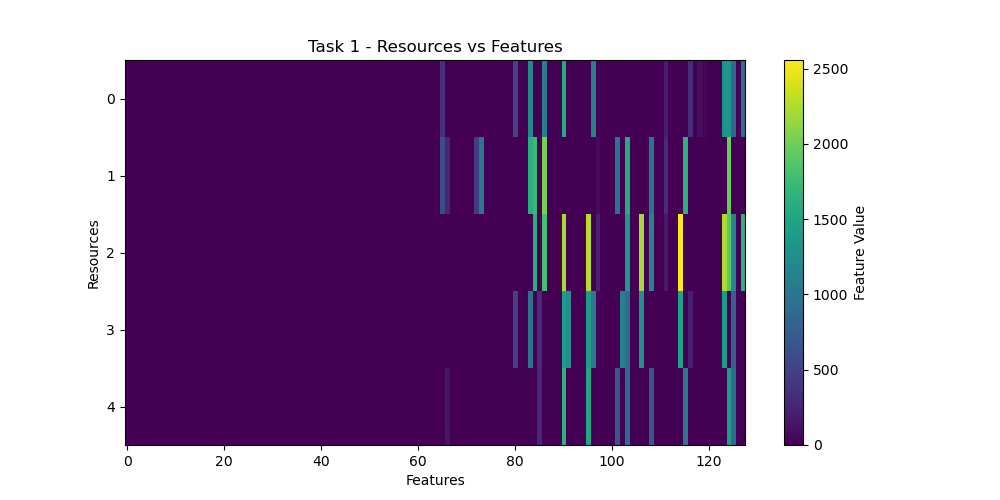 Task 1 - Resources vs Features
0
1
2
3
4
Resources
0 20 40 60 80 100 120
Features
2500
2000
1500
1000
500
0
Feature Value